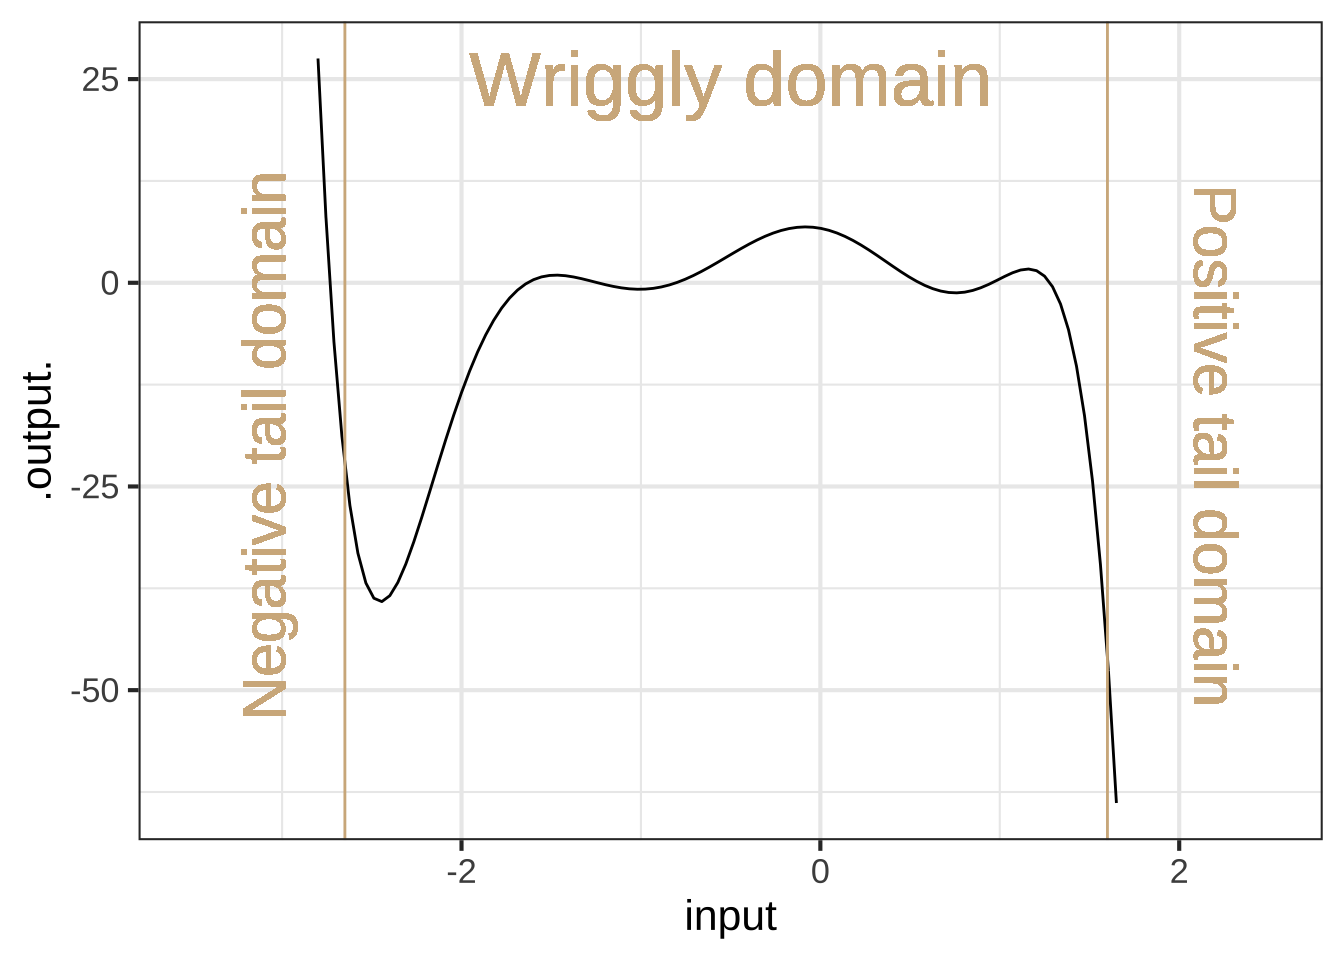 Wriggly domain
Negative tail domain
Positive tail domain
.output.
25
0
-25
-50
-2
0
2
input